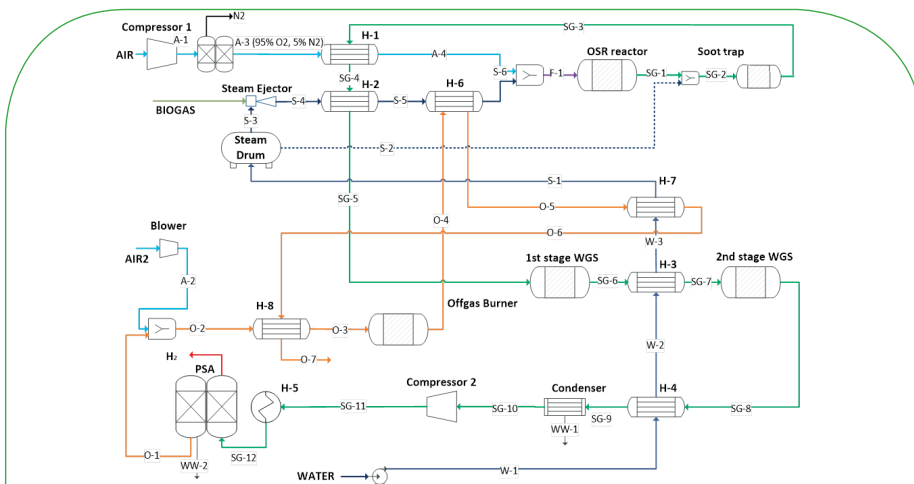 N2
SG-3
Compressor 1
A-1
A-3 (95% O2, 5% N2)
H-1
A-4
OSR reactor
Soot trap
AIR
S-6
F-1
SG-1
SG-2
SG-4
H-2
H-6
Steam Ejector
S-4
S-5
BIOGAS
S-3
Steam
Drum
S-2
S-1
H-7
SG-5
O-4
O-5
O-6
Blower
W-3
AIR2
1st stage WGS
H-3
2nd stage WGS
A-2
SG-6
SG-7
H-8
Offgas Burner
O-2
O-3
W-2
H2
O-7
PSA
H-5
Compressor 2
Condenser
H-4
SG-11
SG-10
SG-9
SG-8
WW-1
O-1
WW-2
SG-12
WATER
W-1